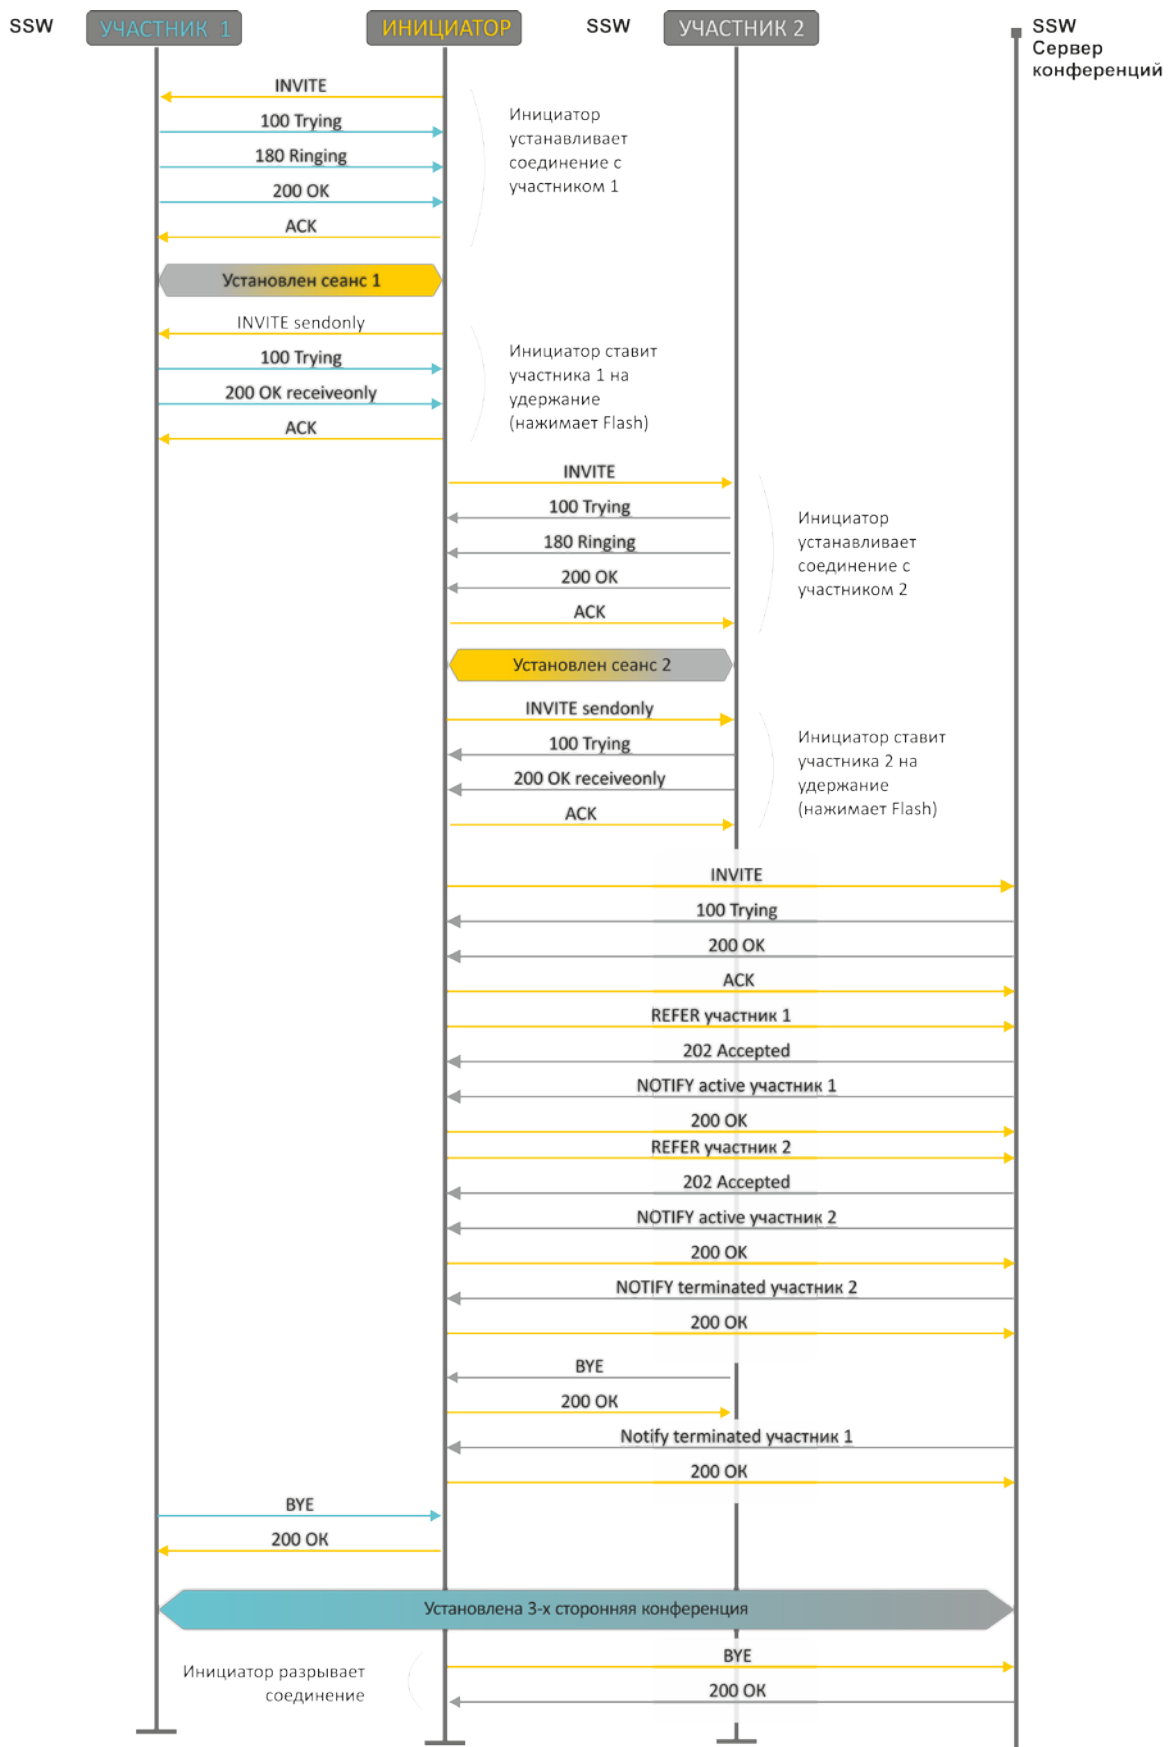 SSW
УЧАСТНИК 1
ИНИЦИАТОР
SSW
УЧАСТНИК 2
SSW
Сервер
конференций
INVITE
100 Trying
180 Ringing
200 OK
ACK
Инициатор
устанавливает
соединение с
участником 1
Установлен сеанс 1
INVITE sendonly
100 Trying
200 OK receiveonly
ACK
Инициатор ставит
участника 1 на
удержание
(нажимает Flash)
INVITE
100 Trying
180 Ringing
200 OK
ACK
Инициатор
устанавливает
соединение с
участником 2
Установлен сеанс 2
INVITE sendonly
100 Trying
200 OK receiveonly
ACK
Инициатор ставит
участника 2 на
удержание
(нажимает Flash)
INVITE
100 Trying
200 OK
ACK
REFER участник 1
202 Accepted
NOTIFY active участник 1
200 OK
REFER участник 2
202 Accepted
NOTIFY active участник 2
200 OK
NOTIFY terminated участник 2
200 OK
BYE
200 OK
Notify terminated участник 1
200 OK
BYE
200 OK
Установлена 3-х сторонняя конференция
Инициатор разрывает
соединение
BYE
200 OK